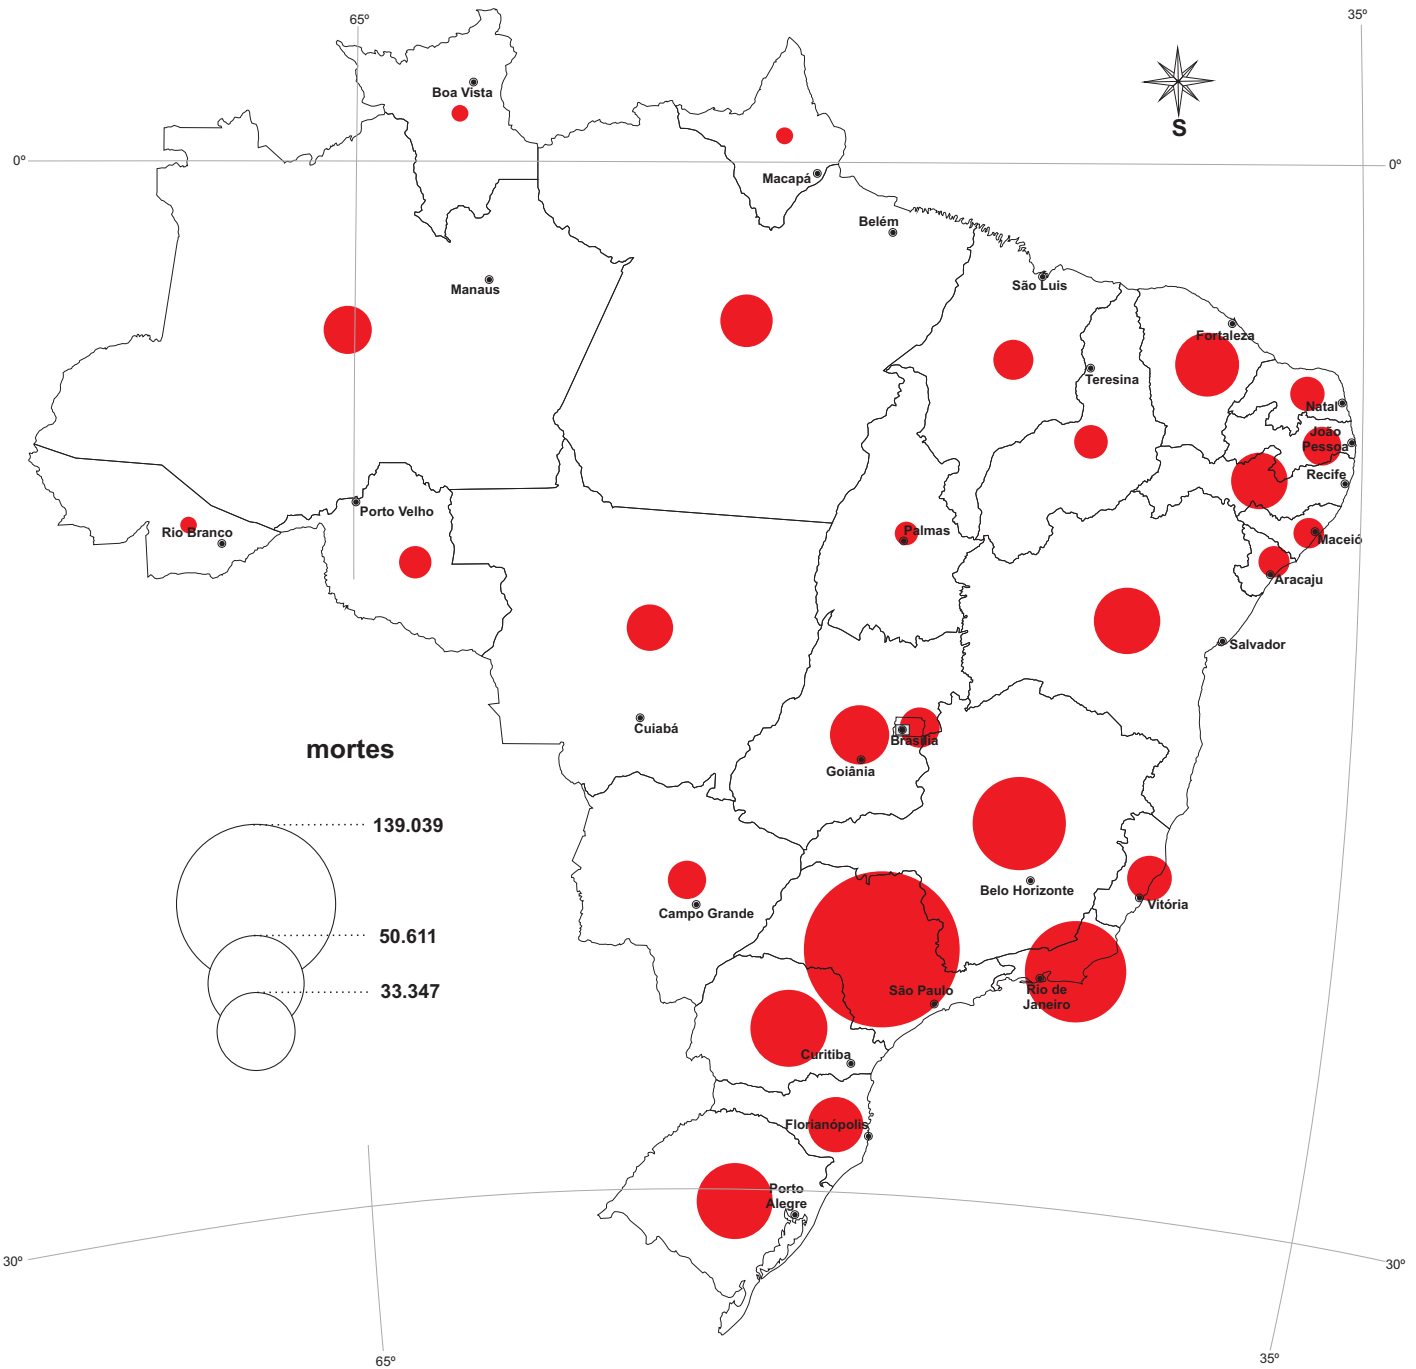 65º
35º
Boa Vista
S
0º
0º
Macapá
Belém
Manaus
São Luis
Fortaleza
Teresina
Natal
João
Pessoa
Recife
Porto Velho
Rio Branco
Palmas
Maceió
Aracaju
Salvador
Cuiabá
Brasília
mortes
Goiânia
139.039
Belo Horizonte
Vitória
Campo Grande
50.611
33.347
São Paulo
Rio de
Janeiro
Curitiba
Florianópolis
Porto
Alegre
30º
30º
65º
35º